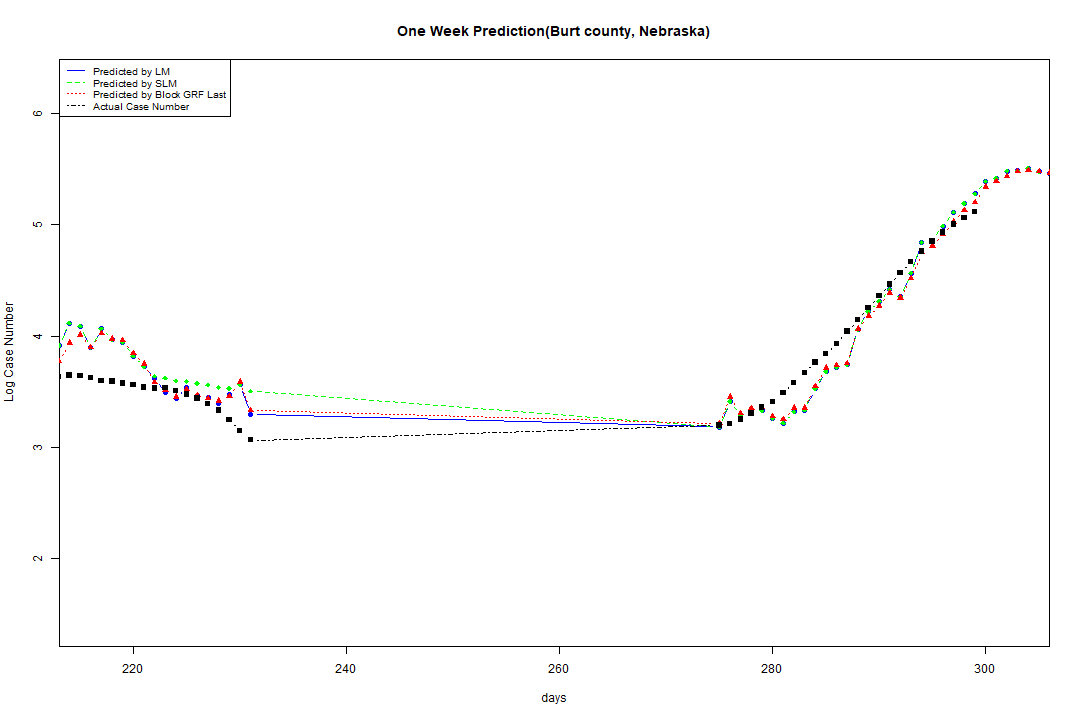 One Week Prediction(Burt county, Nebraska)
Predicted by LM
Predicted by SLM
Predicted by Block GRF Last
Actual Case Number
6
5
4
3
2
Log Case Number
220 240 260 280 300
days